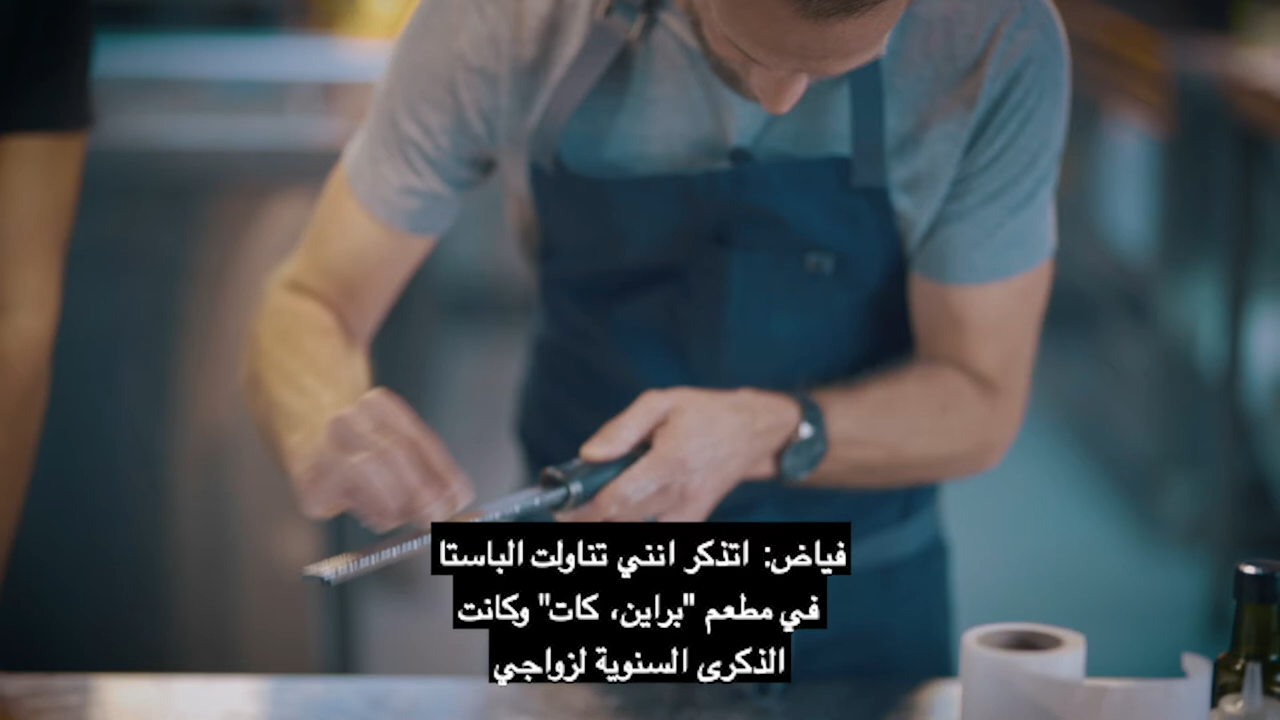 فياض: اتذكر انني تناولت الباستا
في مطعم "براين، كات" وكانت
الذكرى السنوية لزواجي